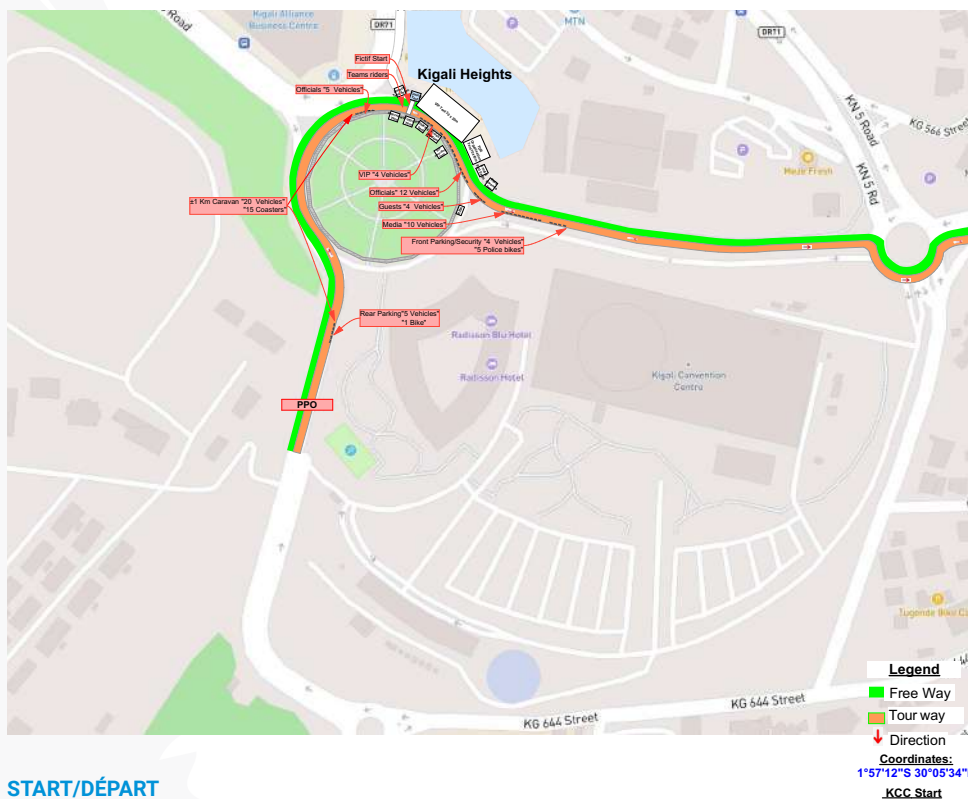 Road
Kigali Alliance
Business Centre
DR71
MTN
DR71
Fictif Start
Teams riders
Officials "5 Vehicles"
Kigali Heights
KN 5 Road
KG 566 Street
Meze Fresh
KN 5 Rd
VIP "4 Vehicles"
Officials" 12 Vehicles"
Guests "4 Vehicles"
±1 Km Caravan "20 Vehicles"
"15 Coasters"
Media "10 Vehicles"
Front Parking/Security "4 Vehicles"
"5 Police bikes"
Rear Parking"5 Vehicles"
"1 Bike"
Radisson Blu Hotel
Radisson Hotel
Kigali Convention
Centre
PPO
Tugende Bike
KG 644 Street
KG 644 Street
Legend
Free Way
Tour way
Direction
Coordinates:
1°57'12"S 30°05'34"
KCC Start
START/DÉPART